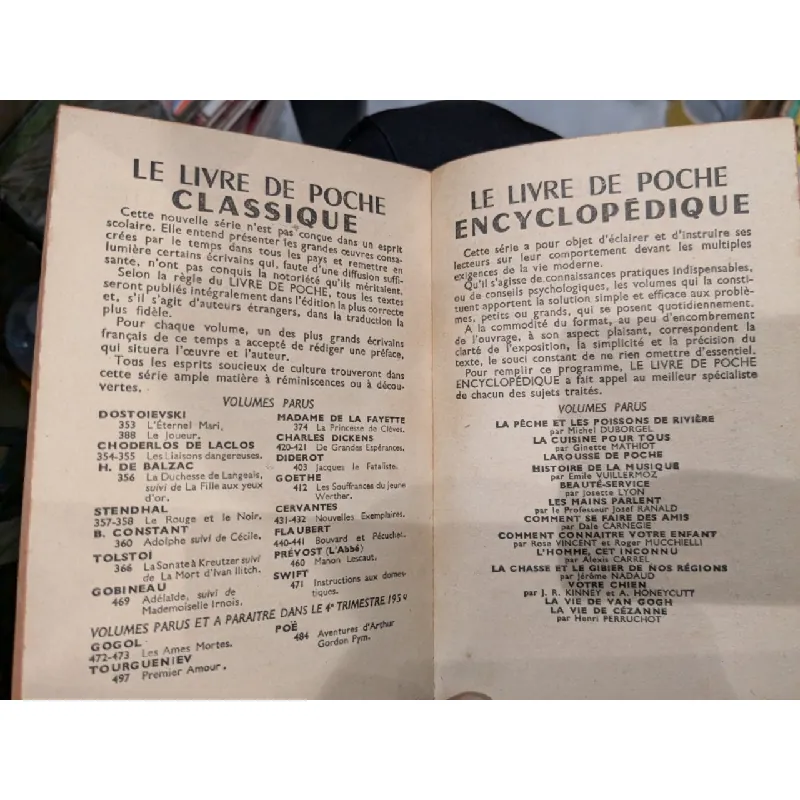 LE LIVRE DE POCHE
CLASSIQUE
Cette nouvelle série n'est pas conçue dans un esprit
scolaire. Elle entend présenter les grandes œuvres consa-
crées par le temps dans tous les pays et remettre en
lumière certains écrivains qui, faute d'une diffusion suffi-
sante, n'ont pas conquis la notoriété qu'ils méritaient.
Selon la règle du LIVRE DE POCHE, tous les textes
seront publiés intégralement dans l'édition la plus correcte
et, s'il s'agit d'auteurs étrangers, dans la traduction la
plus fidèle.
Pour chaque volume, un des plus grands écrivains
français de ce temps a accepté de rédiger une préface,
qui situera l'œuvre et l'auteur.
Tous les esprits soucieux de culture trouveront dans
cette série ample matière à réminiscences ou à décou-
vertes.
VOLUMES PARUS
DOSTOIEVSKI
353 L'Éternel Mari,
388 Le Joueur.
CHODERLOS DE LACLOS
354-355 Les Liaisons dangereuses.
H. DE BALZAC
356 La Duchesse de Langeais,
suivi de La Fille aux yeux
d'or.
STENDHAL
357-358 Le Rouge et le Noir.
B. CONSTANT
360 Adolphe suivi de Cécile.
TOLSTOI
366 La Sonate à Kreutzer suivi
de La Mort d'Ivan Ilitch.
GOBINEAU
469 Adélaïde, suivi de
Mademoiselle Irnois.
MADAME DE LA FAYETTE
374 La Princesse de Clèves.
CHARLES DICKENS
420-421 De Grandes Espérances.
DIDEROT
403 Jacques le Fataliste.
GOETHE
412 Les Souffrances du jeune
Werther.
CERVANTES
431-432 Nouvelles Exemplaires.
FLAUBERT
440-441 Bouvard et Pécuchet.
PRÉVOST (L'Abbé)
460 Manon Lescaut.
SWIFT
471 Instructions aux domes-
tiques.
VOLUMES PARUS ET A PARAITRE DANS LE 4e TRIMESTRE 1959
GOGOL
472-473 Les Ames Mortes.
TOURGUENIEV
497 Premier Amour.
POË
484 Aventures d'Arthur
Gordon Pym.
LE LIVRE DE POCHE
ENCYCLOPÉDIQUE
Cette série a pour objet d'éclairer et d'instruire ses
lecteurs sur leur comportement devant les multiples
exigences de la vie moderne.
Qu'il s'agisse de connaissances pratiques indispensables,
ou de conseils psychologiques, les volumes qui la consti-
tuent apportent la solution simple et efficace aux problè-
mes, petits ou grands, qui se posent quotidiennement.
A la commodité du format, au peu d'encombrement
de l'ouvrage, à son aspect plaisant, correspondent la
clarté de l'exposition, la simplicité et la précision du
texte, le souci constant de ne rien omettre d'essentiel.
Pour remplir ce programme, LE LIVRE DE POCHE
ENCYCLOPÉDIQUE a fait appel au meilleur spécialiste
de chacun des sujets traités.
VOLUMES PARUS
LA PÊCHE ET LES POISSONS DE RIVIÈRE
par Michel DUBORGEL
LA CUISINE POUR TOUS
par Ginette MATHIOT
LAROUSSE DE POCHE
HISTOIRE DE LA MUSIQUE
par Emile VUILLERMOZ
BEAUTÉ-SERVICE
par Josette LYON
LES MAINS PARLENT
par le Professeur Josef RANALD
COMMENT SE FAIRE DES AMIS
par Dale CARNEGIE
COMMENT CONNAITRE VOTRE ENFANT
par Rose VINCENT et Roger MUCCHIELLI
L'HOMME, CET INCONNU
par Alexis CARREL
LA CHASSE ET LE GIBIER DE NOS RÉGIONS
par Jérôme NADAUD
VOTRE CHIEN
par J. R. KINNEY et A. HONEYCUTT
LA VIE DE VAN GOGH
LA VIE DE CÉZANNE
par Henri PERRUCHOT